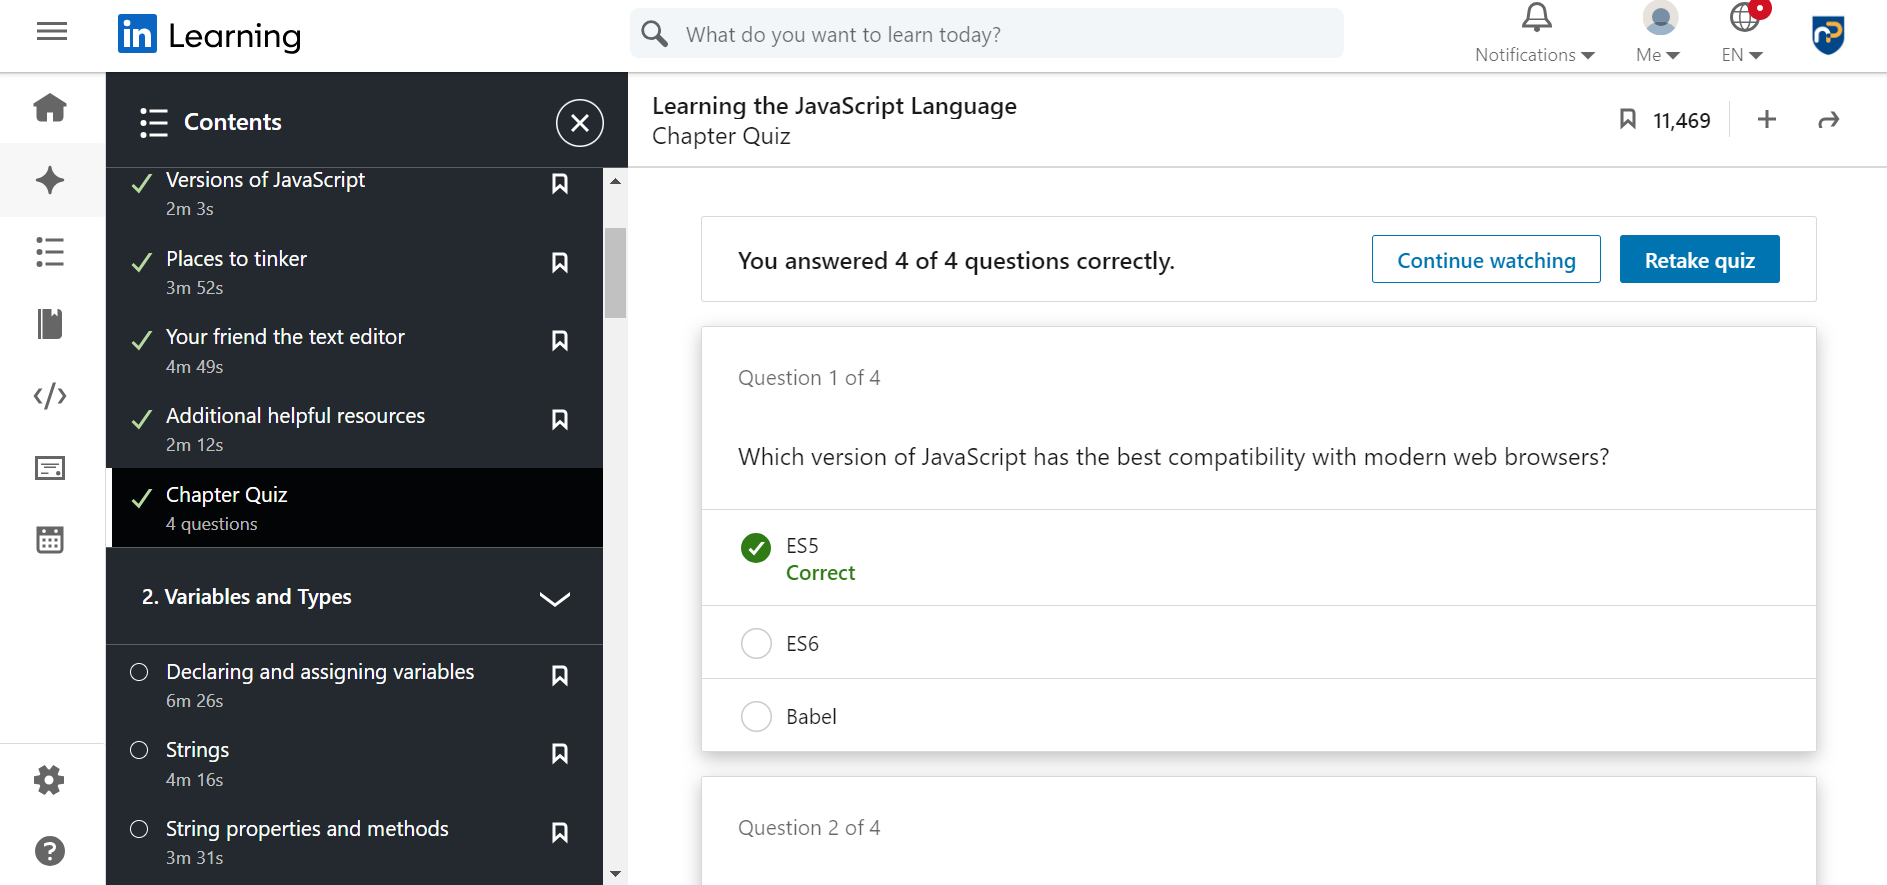 in Learning
What do you want to learn today?
Notifications
Me
EN
Contents
Versions of JavaScript
2m 3s
Places to tinker
3m 52s
Your friend the text editor
4m 49s
Additional helpful resources
2m 12s
Chapter Quiz
4 questions
2. Variables and Types
Declaring and assigning variables
6m 26s
Strings
4m 16s
String properties and methods
3m 31s
Learning the JavaScript Language
Chapter Quiz
11,469
You answered 4 of 4 questions correctly.
Continue watching
Retake quiz
Question 1 of 4
Which version of JavaScript has the best compatibility with modern web browsers?
ES5
Correct
ES6
Babel
Question 2 of 4